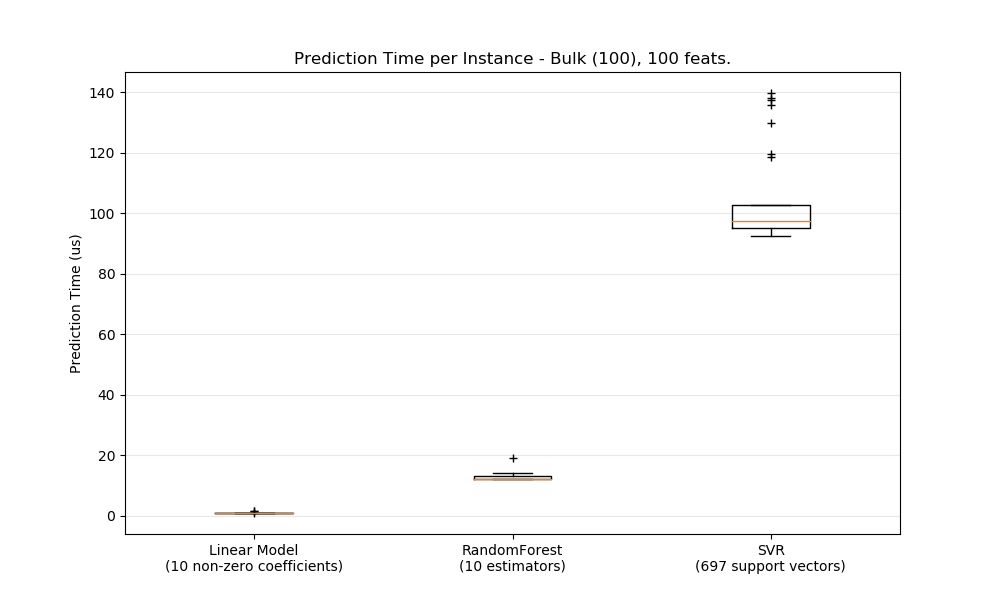 Prediction Time per Instance - Bulk (100), 100 feats.
Prediction Time (us)
140
120
100
80
60
40
20
0
Linear Model
(10 non-zero coefficients)
RandomForest
(10 estimators)
SVR
(697 support vectors)